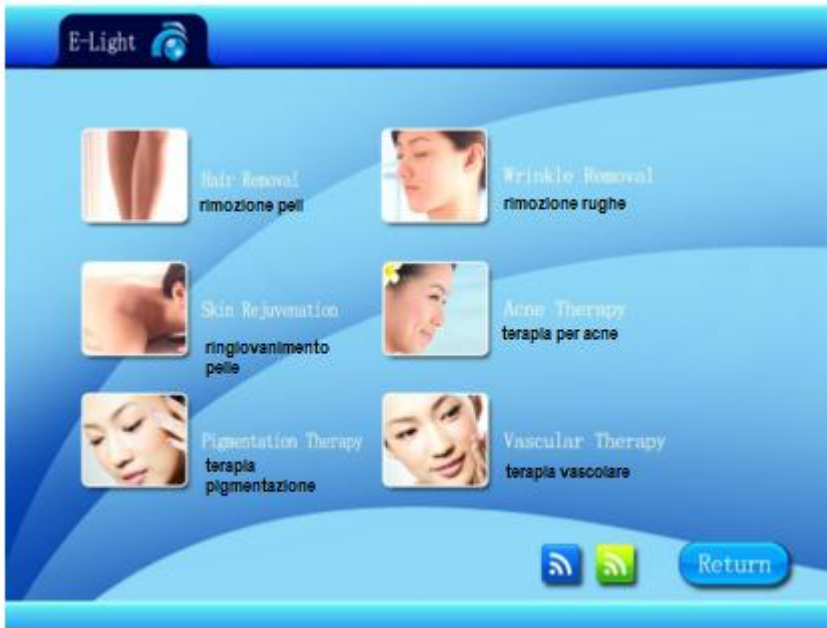 E-Light
Hair Removal
rimozione peli
Wrinkle Removal
rimozione rughe
Skin Rejuvenation
ringiovanimento
pelle
Acne Therapy
terapia per acne
Pigmentation Therapy
terapia
pigmentazione
Vascular Therapy
terapia vascolare
Return